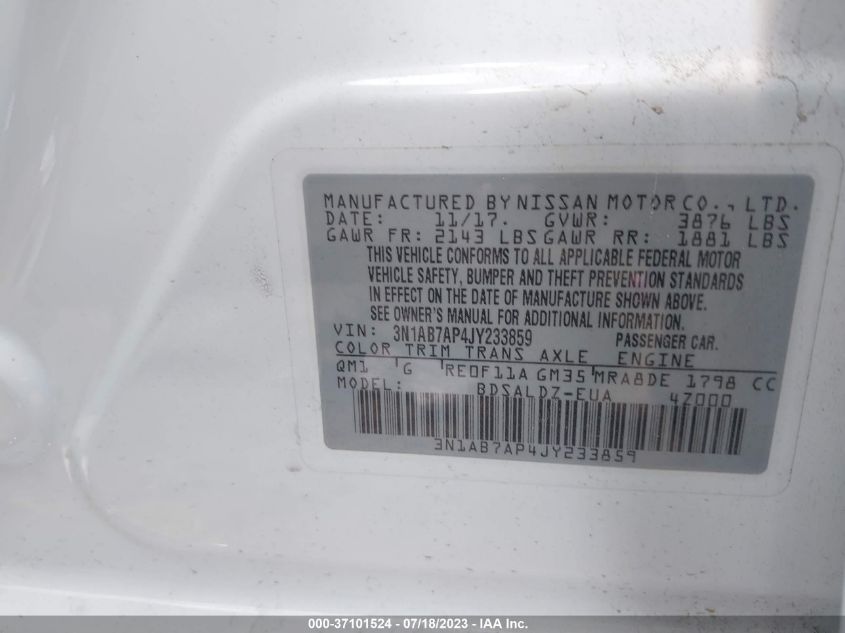 MANUFACTURED BY NISSAN MOTOR CO., LTD.
DATE: 11/17. GVWR: 3876 LBS
GAWR FR: 2143 LBS GAWR RR: 1881 LBS
THIS VEHICLE CONFORMS TO ALL APPLICABLE FEDERAL MOTOR
VEHICLE SAFETY, BUMPER AND THEFT PREVENTION STANDARDS
IN EFFECT ON THE DATE OF MANUFACTURE SHOWN ABOVE.
SEE OWNER'S MANUAL FOR ADDITIONAL INFORMATION.
VIN: 3N1AB7AP4JY233859 PASSENGER CAR.
COLOR TRIM TRANS AXLE ENGINE
QM1 G RE0F11A GM35 MRA8DE 1798 CC
MODEL: BDSALDZ-EUA 4Z000
3N1AB7AP4JY233859
000-37101524 - 07/18/2023 - IAA Inc.